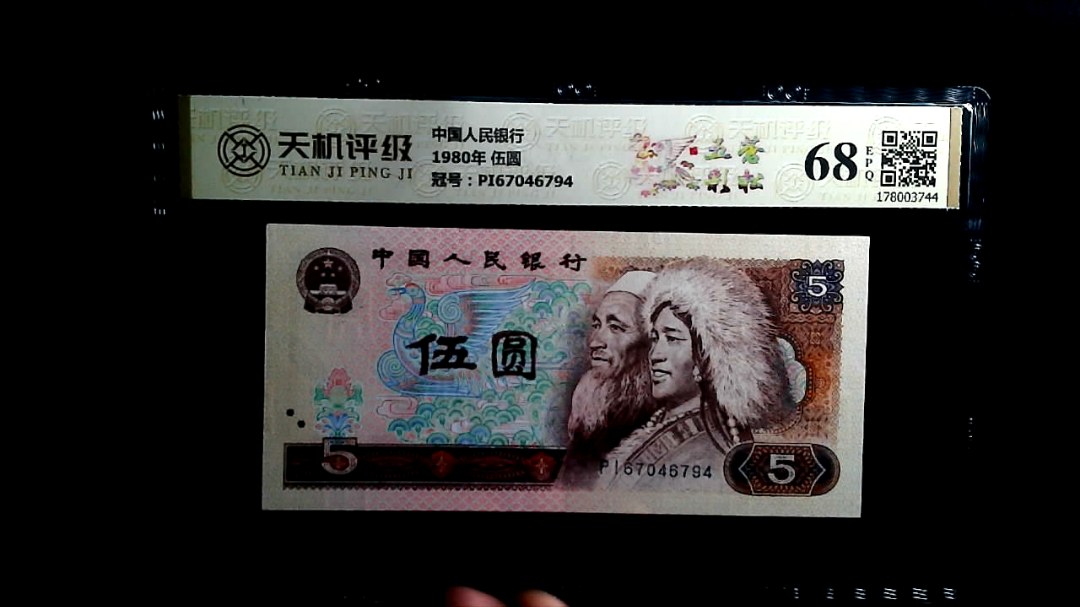 天机评级
TIAN JI PING JI
中国人民银行
1980年 伍圆
冠号：PI67046794
68
EPQ
178003744
中国人民银行
5
伍圆
5
PI67046794
5